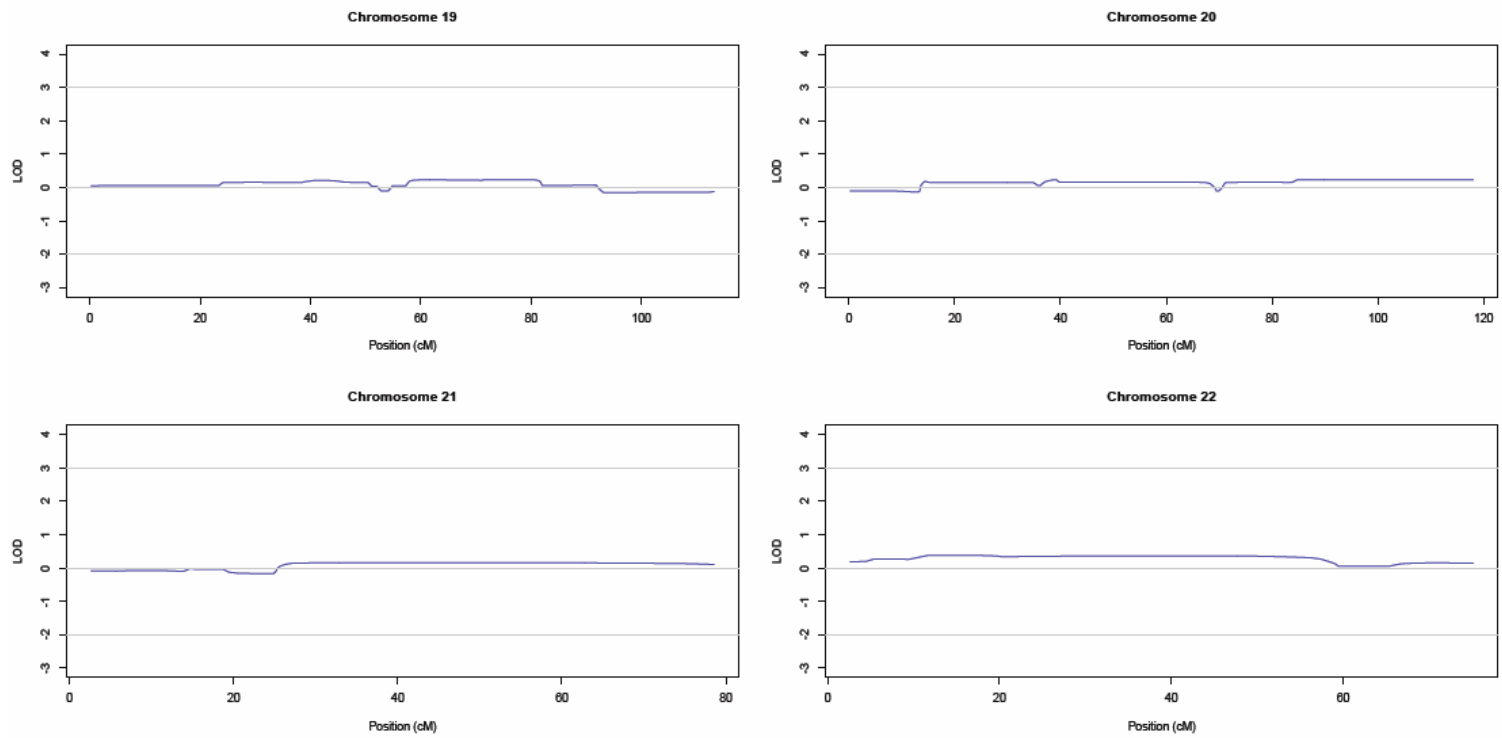 Chromosome 19
4
3
2
1
0
-1
-2
-3
LOD
0 20 40 60 80 100
Position (cM)
Chromosome 20
4
3
2
1
0
-1
-2
-3
LOD
0 20 40 60 80 100 120
Position (cM)
Chromosome 21
4
3
2
1
0
-1
-2
-3
LOD
0 20 40 60 80
Position (cM)
Chromosome 22
4
3
2
1
0
-1
-2
-3
LOD
0 20 40 60
Position (cM)